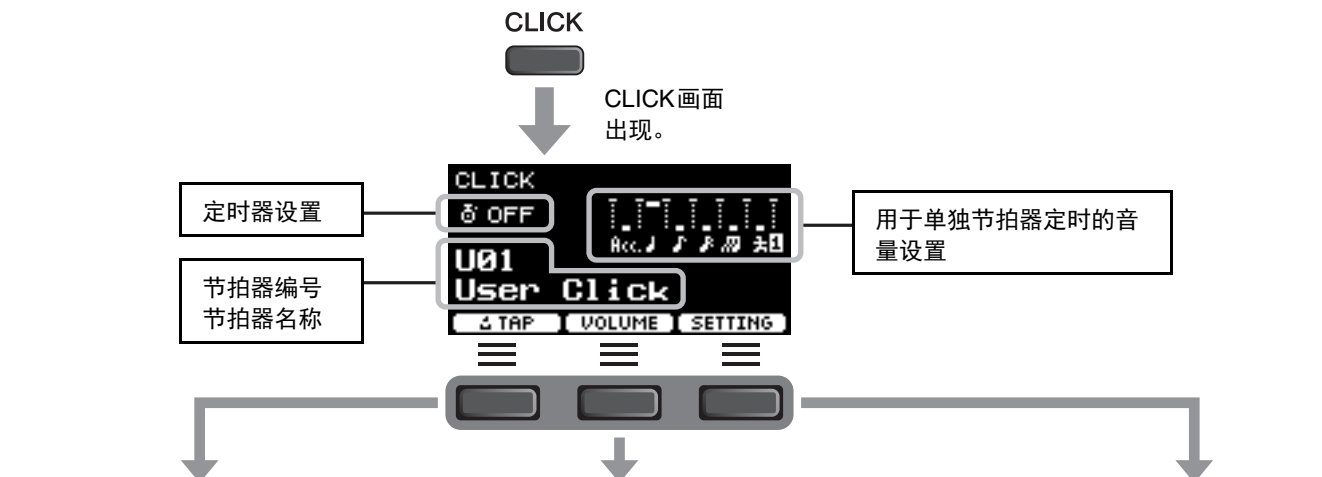 CLICK
CLICK画面
出现。
定时器设置
节拍器编号
节拍器名称
CLICK
OFF
Acc.
U01
User Click
TAP
VOLUME
SETTING
用于单独节拍器定时的音
量设置